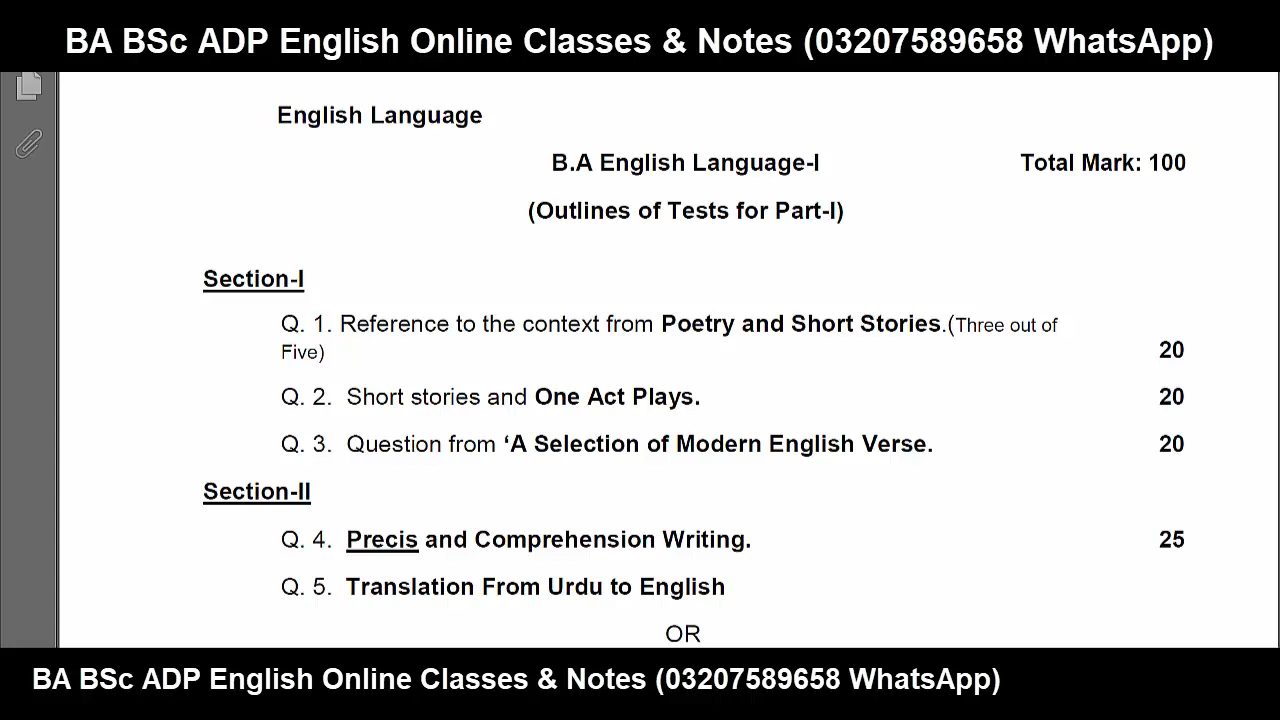 BA BSc ADP English Online Classes & Notes (03207589658 WhatsApp)
English Language
B.A English Language-I Total Mark: 100
(Outlines of Tests for Part-I)
Section-I
Q. 1. Reference to the context from Poetry and Short Stories.(Three out of
Five) 20
Q. 2. Short stories and One Act Plays. 20
Q. 3. Question from ‘A Selection of Modern English Verse. 20
Section-II
Q. 4. Precis and Comprehension Writing. 25
Q. 5. Translation From Urdu to English
OR
BA BSc ADP English Online Classes & Notes (03207589658 WhatsApp)